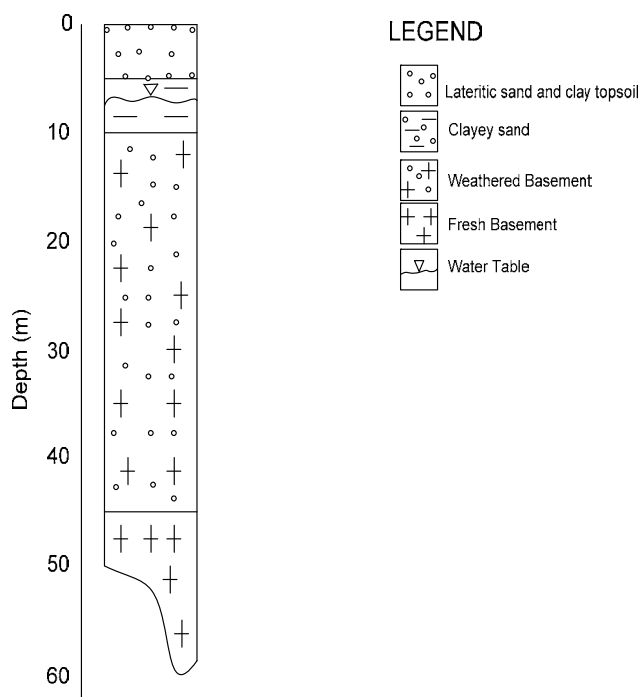 0
10
20
30
40
50
60
Depth (m)
LEGEND
Lateritic sand and clay topsoil
Clayey sand
Weathered Basement
Fresh Basement
Water Table